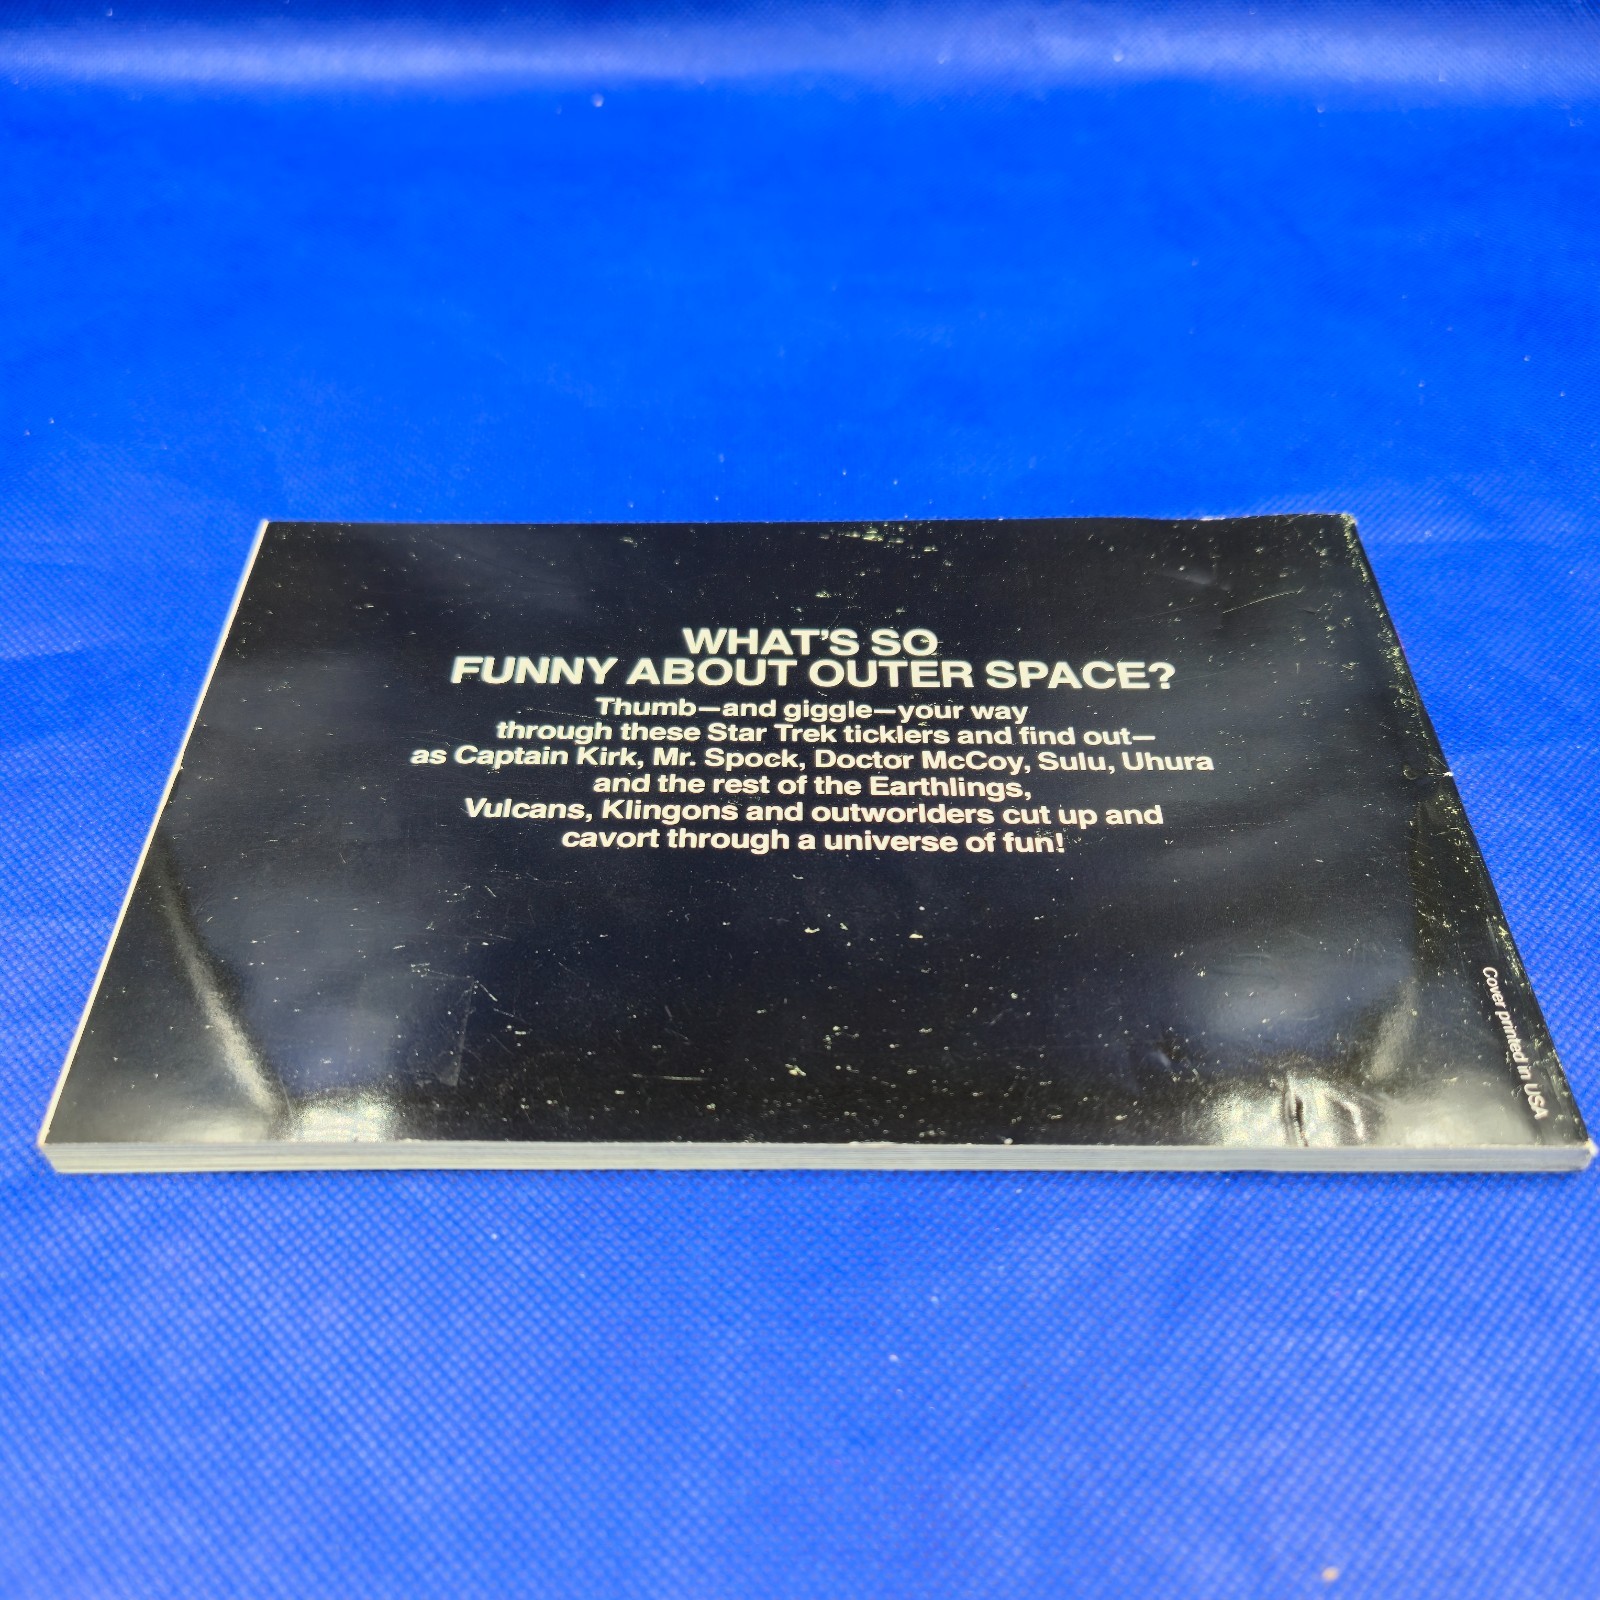 WHAT'S SO
FUNNY ABOUT OUTER SPACE?
Thumb—and giggle—your way
through these Star Trek ticklers and find out—
as Captain Kirk, Mr. Spock, Doctor McCoy, Sulu, Uhura
and the rest of the Earthlings,
Vulcans, Klingons and outworlders cut up and
cavort through a universe of fun!
Cover printed in USA